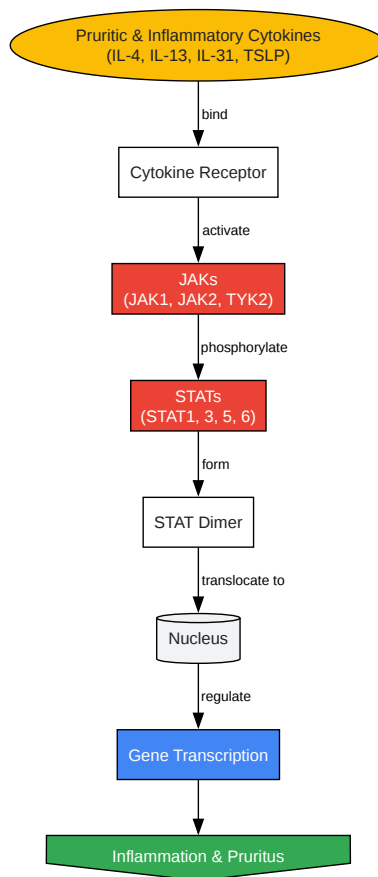 Pruritic & Inflammatory Cytokines
(IL-4, IL-13, IL-31, TSLP)
bind
Cytokine Receptor
activate
JAKs
(JAK1, JAK2, TYK2)
phosphorylate
STATs
(STAT1, 3, 5, 6)
form
STAT Dimer
translocate to
Nucleus
regulate
Gene Transcription
Inflammation & Pruritus